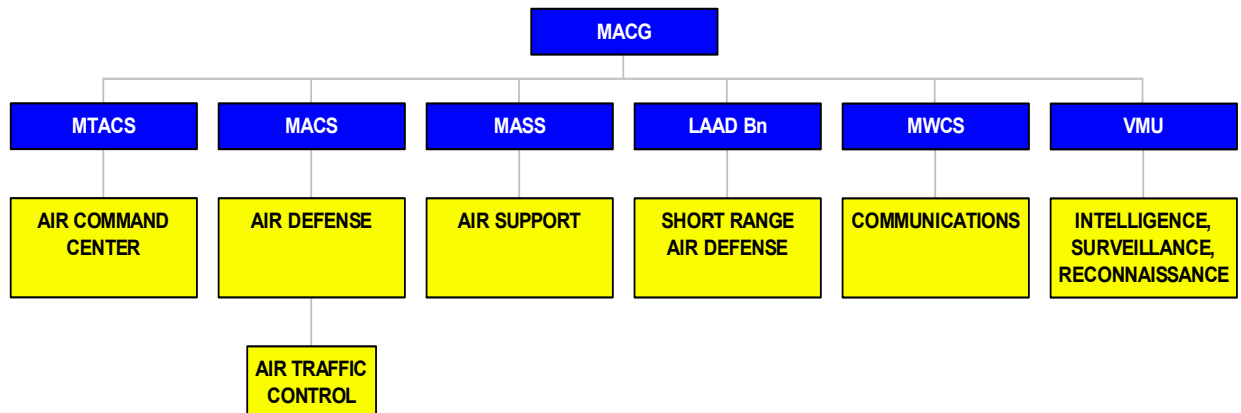 MACG
MTACS
MACS
MASS
LAAD Bn
MWCS
VMU
AIR COMMAND
CENTER
AIR DEFENSE
AIR SUPPORT
SHORT RANGE
AIR DEFENSE
COMMUNICATIONS
INTELLIGENCE,
SURVEILLANCE,
RECONNAISSANCE
AIR TRAFFIC
CONTROL